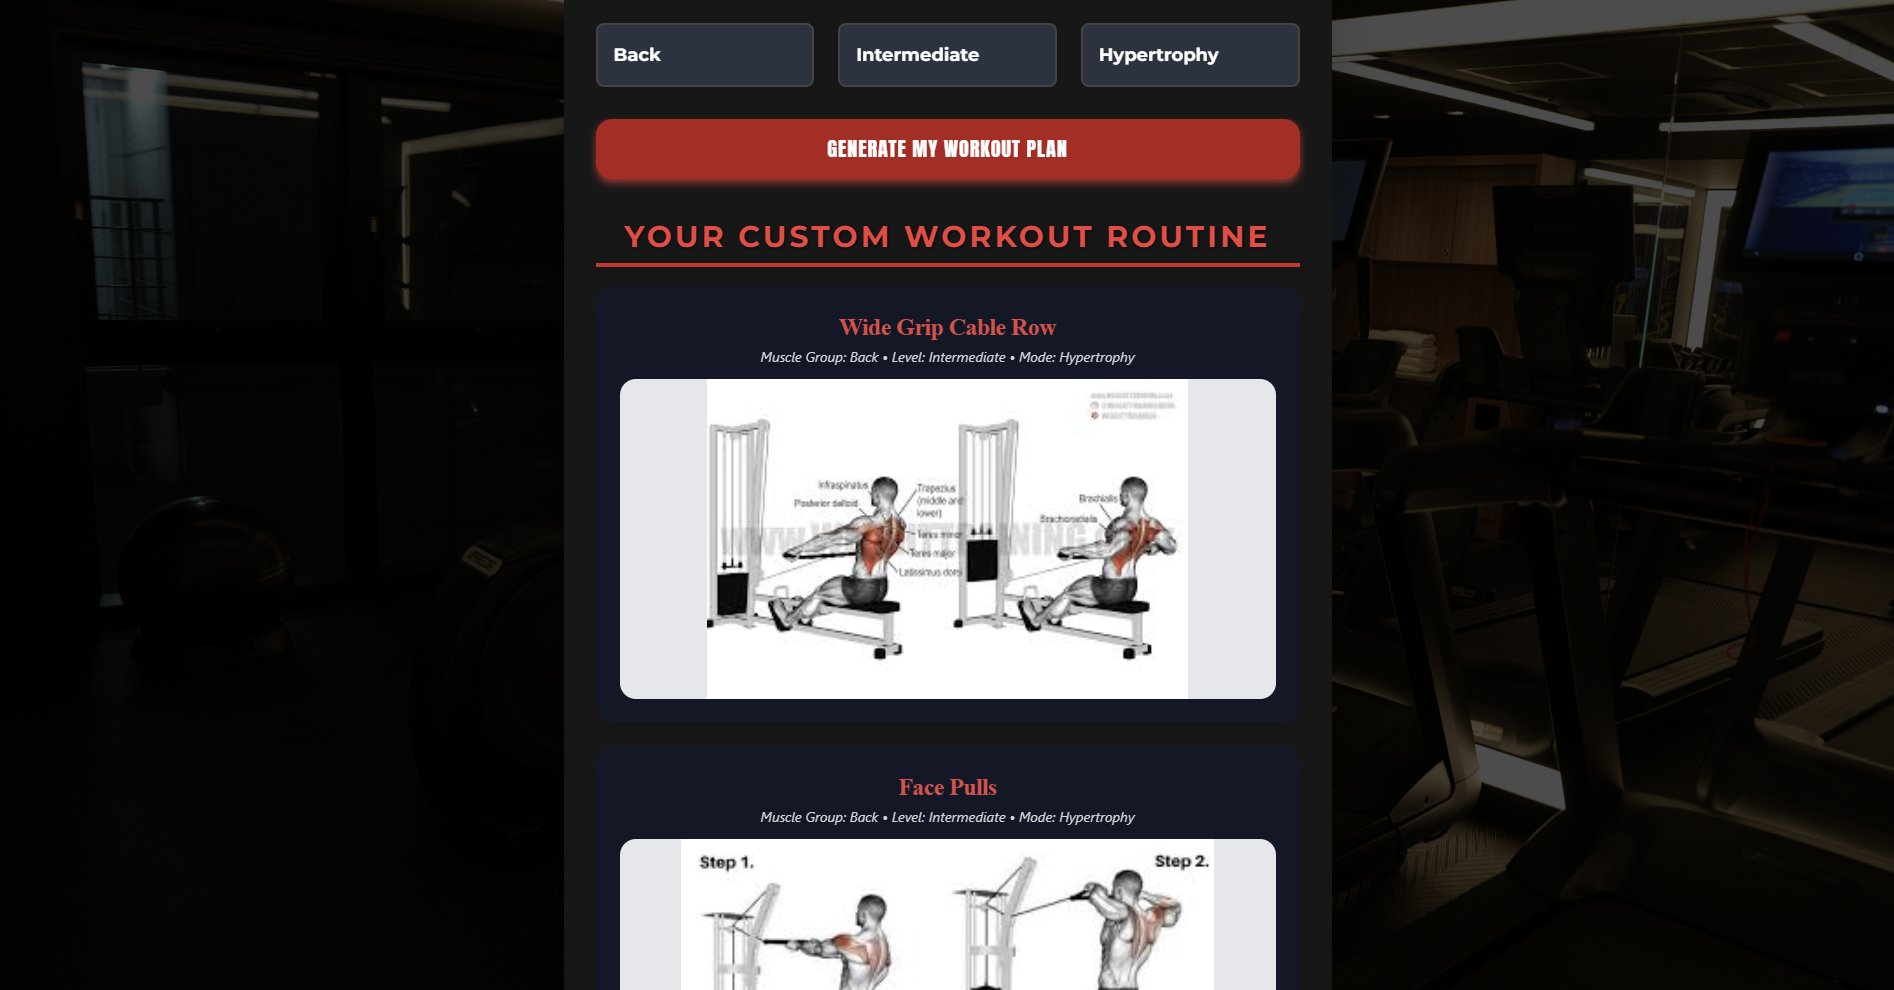 Back
Intermediate
Hypertrophy
GENERATE MY WORKOUT PLAN
YOUR CUSTOM WORKOUT ROUTINE
Wide Grip Cable Row
Muscle Group: Back • Level: Intermediate • Mode: Hypertrophy
Infraspinatus
Posterior deltoid
Trapezius
(middle and
lower)
Teres minor
Teres major
Latissimus dorsi
Brachialis
Brachioradialis
Face Pulls
Muscle Group: Back • Level: Intermediate • Mode: Hypertrophy
Step 1.
Step 2.